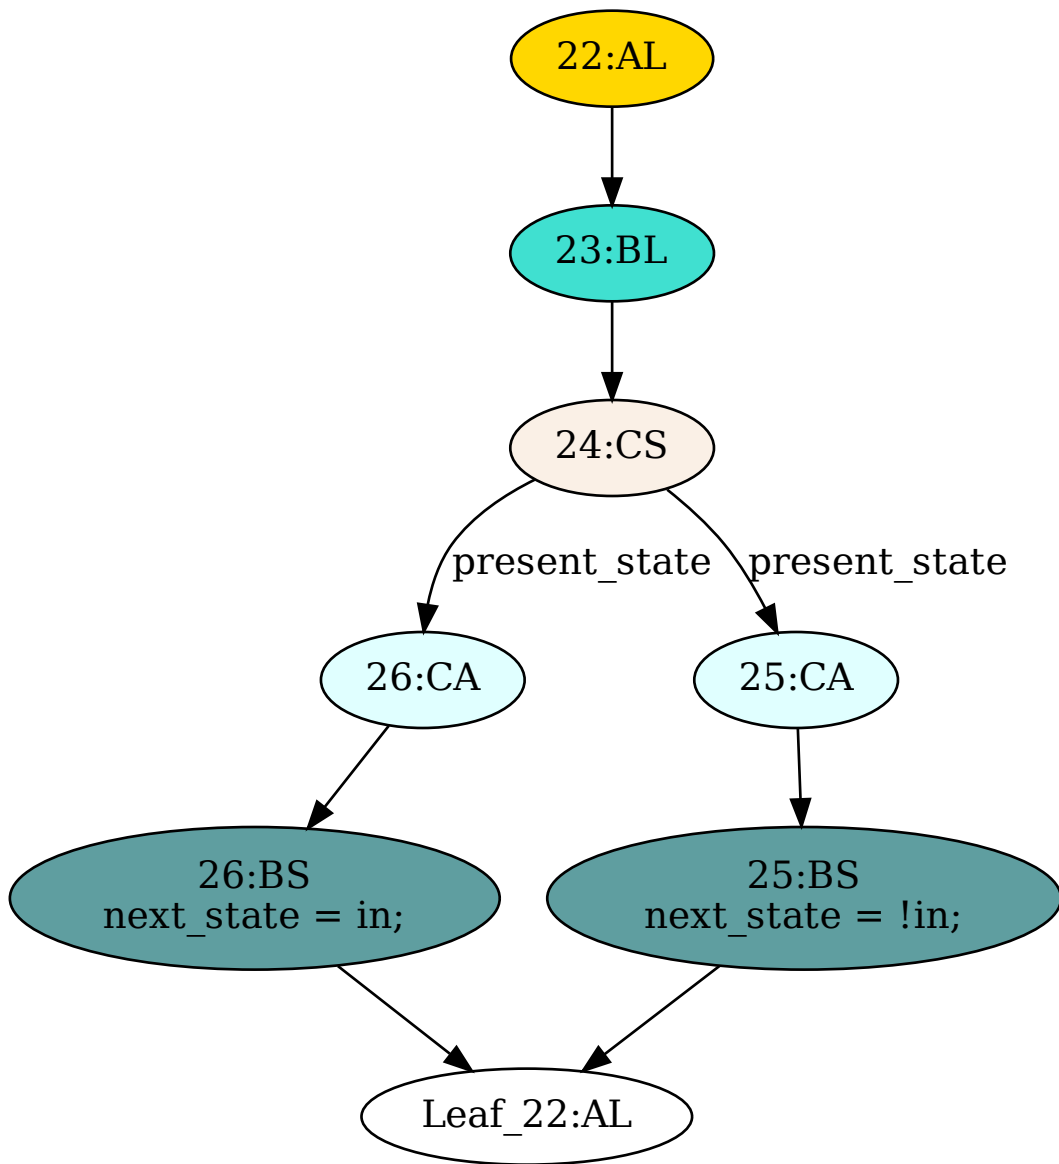 22:AL
23:BL
24:CS
present_state
present_state
26:CA
25:CA
26:BS
next_state = in;
25:BS
next_state = !in;
Leaf_22:AL